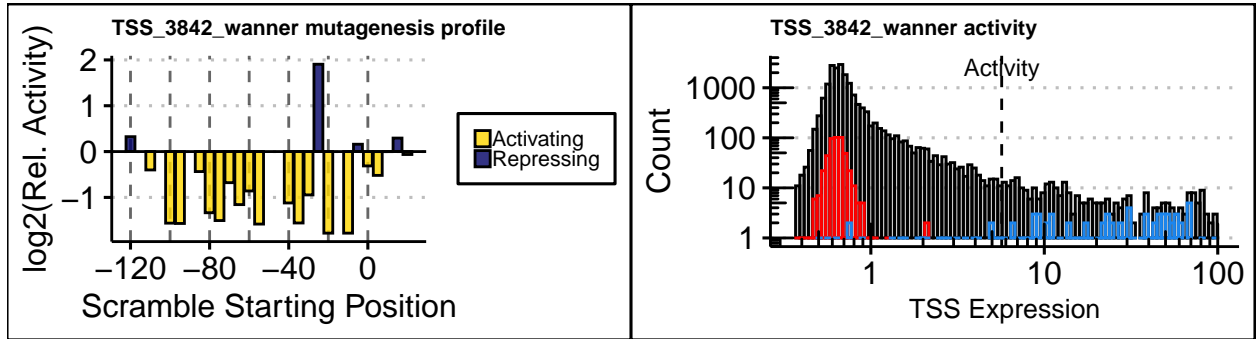 TSS_3842_wanner mutagenesis profile
log2(Rel. Activity)
2
1
0
−1
−120
−80
−40
0
Scramble Starting Position
Activating
Repressing
TSS_3842_wanner activity
Activity
Count
1000
100
10
1
1
10
100
TSS Expression